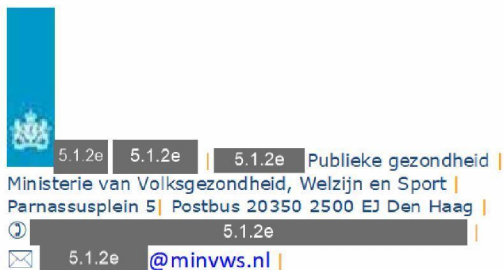 5.1.2e 5.1.2e | 5.1.2e Publieke gezondheid |
Ministerie van Volksgezondheid, Welzijn en Sport |
Parnassusplein 5| Postbus 20350 2500 EJ Den Haag |
5.1.2e |
5.1.2e @minvws.nl |